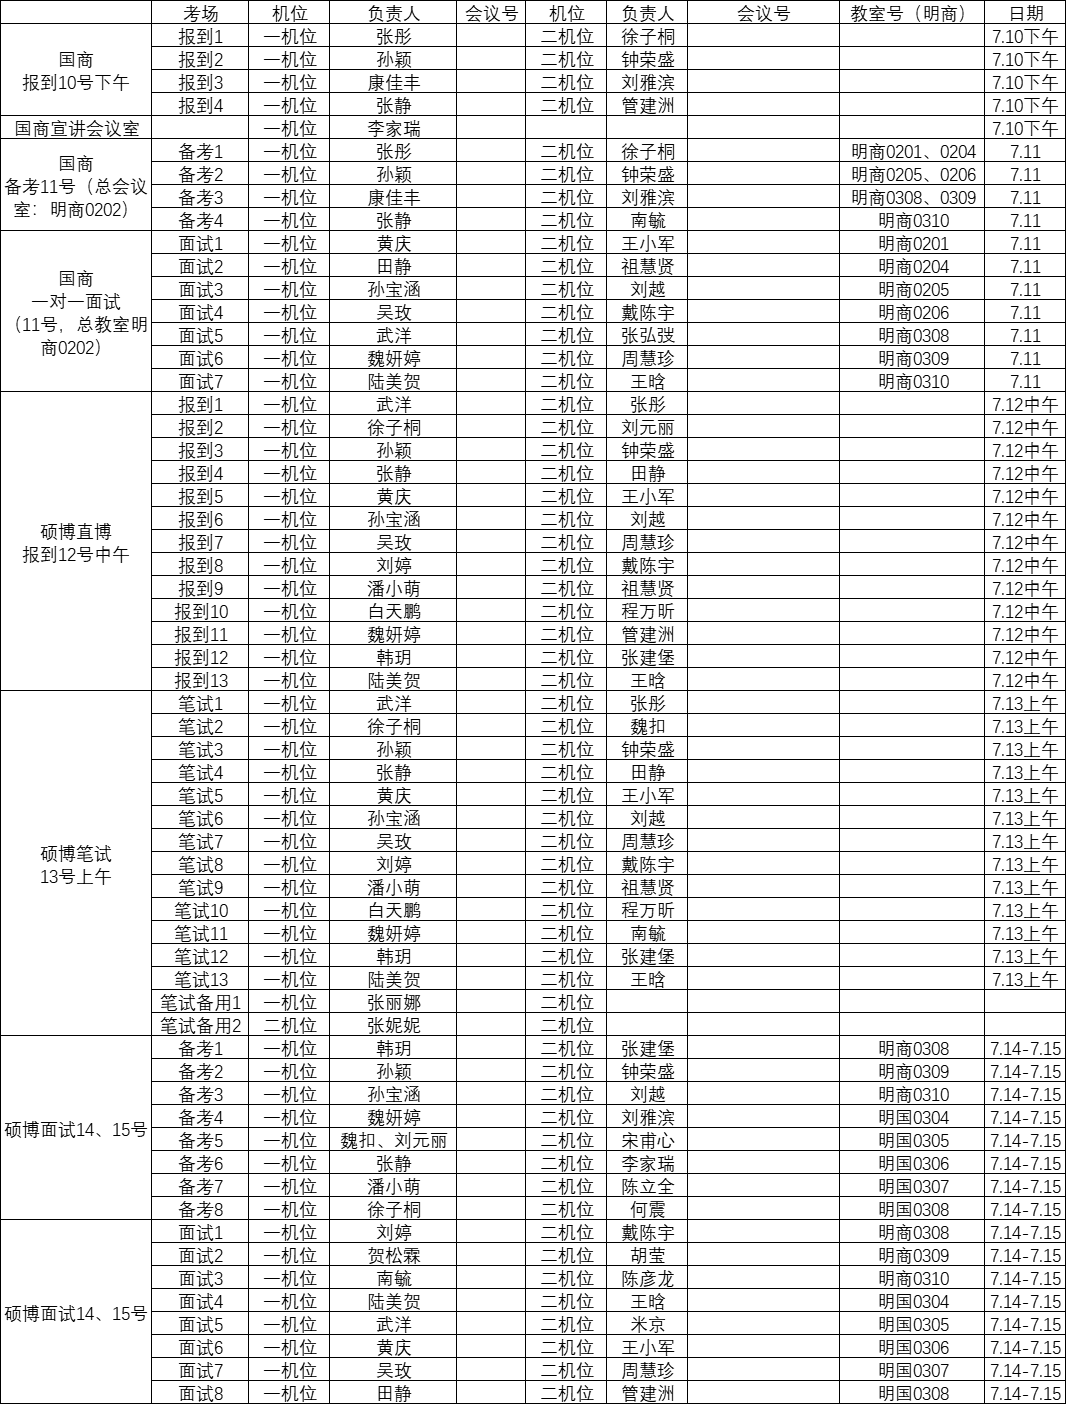 考场 机位 负责人 会议号 机位 负责人 会议号 教室号（明商） 日期
国商
报到10号下午
报到1 一机位 张彤 二机位 徐子桐 7.10下午
报到2 一机位 孙颖 二机位 钟荣盛 7.10下午
报到3 一机位 康佳丰 二机位 刘雅滨 7.10下午
报到4 一机位 张静 二机位 管建洲 7.10下午
国商宣讲会议室 一机位 李家瑞 7.10下午
国商
备考11号（总会议
室：明商0202）
备考1 一机位 张彤 二机位 徐子桐 明商0201、0204 7.11
备考2 一机位 孙颖 二机位 钟荣盛 明商0205、0206 7.11
备考3 一机位 康佳丰 二机位 刘雅滨 明商0308、0309 7.11
备考4 一机位 张静 二机位 南毓 明商0310 7.11
国商
一对一面试
（11号，总教室明
商0202）
面试1 一机位 黄庆 二机位 王小军 明商0201 7.11
面试2 一机位 田静 二机位 祖慧贤 明商0204 7.11
面试3 一机位 孙宝涵 二机位 刘越 明商0205 7.11
面试4 一机位 吴玫 二机位 戴陈宇 明商0206 7.11
面试5 一机位 武洋 二机位 张弘弢 明商0308 7.11
面试6 一机位 魏妍婷 二机位 周慧珍 明商0309 7.11
面试7 一机位 陆美贺 二机位 王晗 明商0310 7.11
硕博直博
报到12号中午
报到1 一机位 武洋 二机位 张彤 7.12中午
报到2 一机位 徐子桐 二机位 刘元丽 7.12中午
报到3 一机位 孙颖 二机位 钟荣盛 7.12中午
报到4 一机位 张静 二机位 田静 7.12中午
报到5 一机位 黄庆 二机位 王小军 7.12中午
报到6 一机位 孙宝涵 二机位 刘越 7.12中午
报到7 一机位 吴玫 二机位 周慧珍 7.12中午
报到8 一机位 刘婷 二机位 戴陈宇 7.12中午
报到9 一机位 潘小萌 二机位 祖慧贤 7.12中午
报到10 一机位 白天鹏 二机位 程万昕 7.12中午
报到11 一机位 魏妍婷 二机位 管建洲 7.12中午
报到12 一机位 韩玥 二机位 张建堡 7.12中午
报到13 一机位 陆美贺 二机位 王晗 7.12中午
硕博笔试
13号上午
笔试1 一机位 武洋 二机位 张彤 7.13上午
笔试2 一机位 徐子桐 二机位 魏扣 7.13上午
笔试3 一机位 孙颖 二机位 钟荣盛 7.13上午
笔试4 一机位 张静 二机位 田静 7.13上午
笔试5 一机位 黄庆 二机位 王小军 7.13上午
笔试6 一机位 孙宝涵 二机位 刘越 7.13上午
笔试7 一机位 吴玫 二机位 周慧珍 7.13上午
笔试8 一机位 刘婷 二机位 戴陈宇 7.13上午
笔试9 一机位 潘小萌 二机位 祖慧贤 7.13上午
笔试10 一机位 白天鹏 二机位 程万昕 7.13上午
笔试11 一机位 魏妍婷 二机位 南毓 7.13上午
笔试12 一机位 韩玥 二机位 张建堡 7.13上午
笔试13 一机位 陆美贺 二机位 王晗 7.13上午
笔试备用1 一机位 张丽娜 二机位
笔试备用2 二机位 张妮妮 二机位
硕博面试14、15号
备考1 一机位 韩玥 二机位 张建堡 明商0308 7.14-7.15
备考2 一机位 孙颖 二机位 钟荣盛 明商0309 7.14-7.15
备考3 一机位 孙宝涵 二机位 刘越 明商0310 7.14-7.15
备考4 一机位 魏妍婷 二机位 刘雅滨 明国0304 7.14-7.15
备考5 一机位 魏扣、刘元丽 二机位 宋甫心 明国0305 7.14-7.15
备考6 一机位 张静 二机位 李家瑞 明国0306 7.14-7.15
备考7 一机位 潘小萌 二机位 陈立全 明国0307 7.14-7.15
备考8 一机位 徐子桐 二机位 何震 明国0308 7.14-7.15
硕博面试14、15号
面试1 一机位 刘婷 二机位 戴陈宇 明商0308 7.14-7.15
面试2 一机位 贺松霖 二机位 胡莹 明商0309 7.14-7.15
面试3 一机位 南毓 二机位 陈彦龙 明商0310 7.14-7.15
面试4 一机位 陆美贺 二机位 王晗 明国0304 7.14-7.15
面试5 一机位 武洋 二机位 米京 明国0305 7.14-7.15
面试6 一机位 黄庆 二机位 王小军 明国0306 7.14-7.15
面试7 一机位 吴玫 二机位 周慧珍 明国0307 7.14-7.15
面试8 一机位 田静 二机位 管建洲 明国0308 7.14-7.15